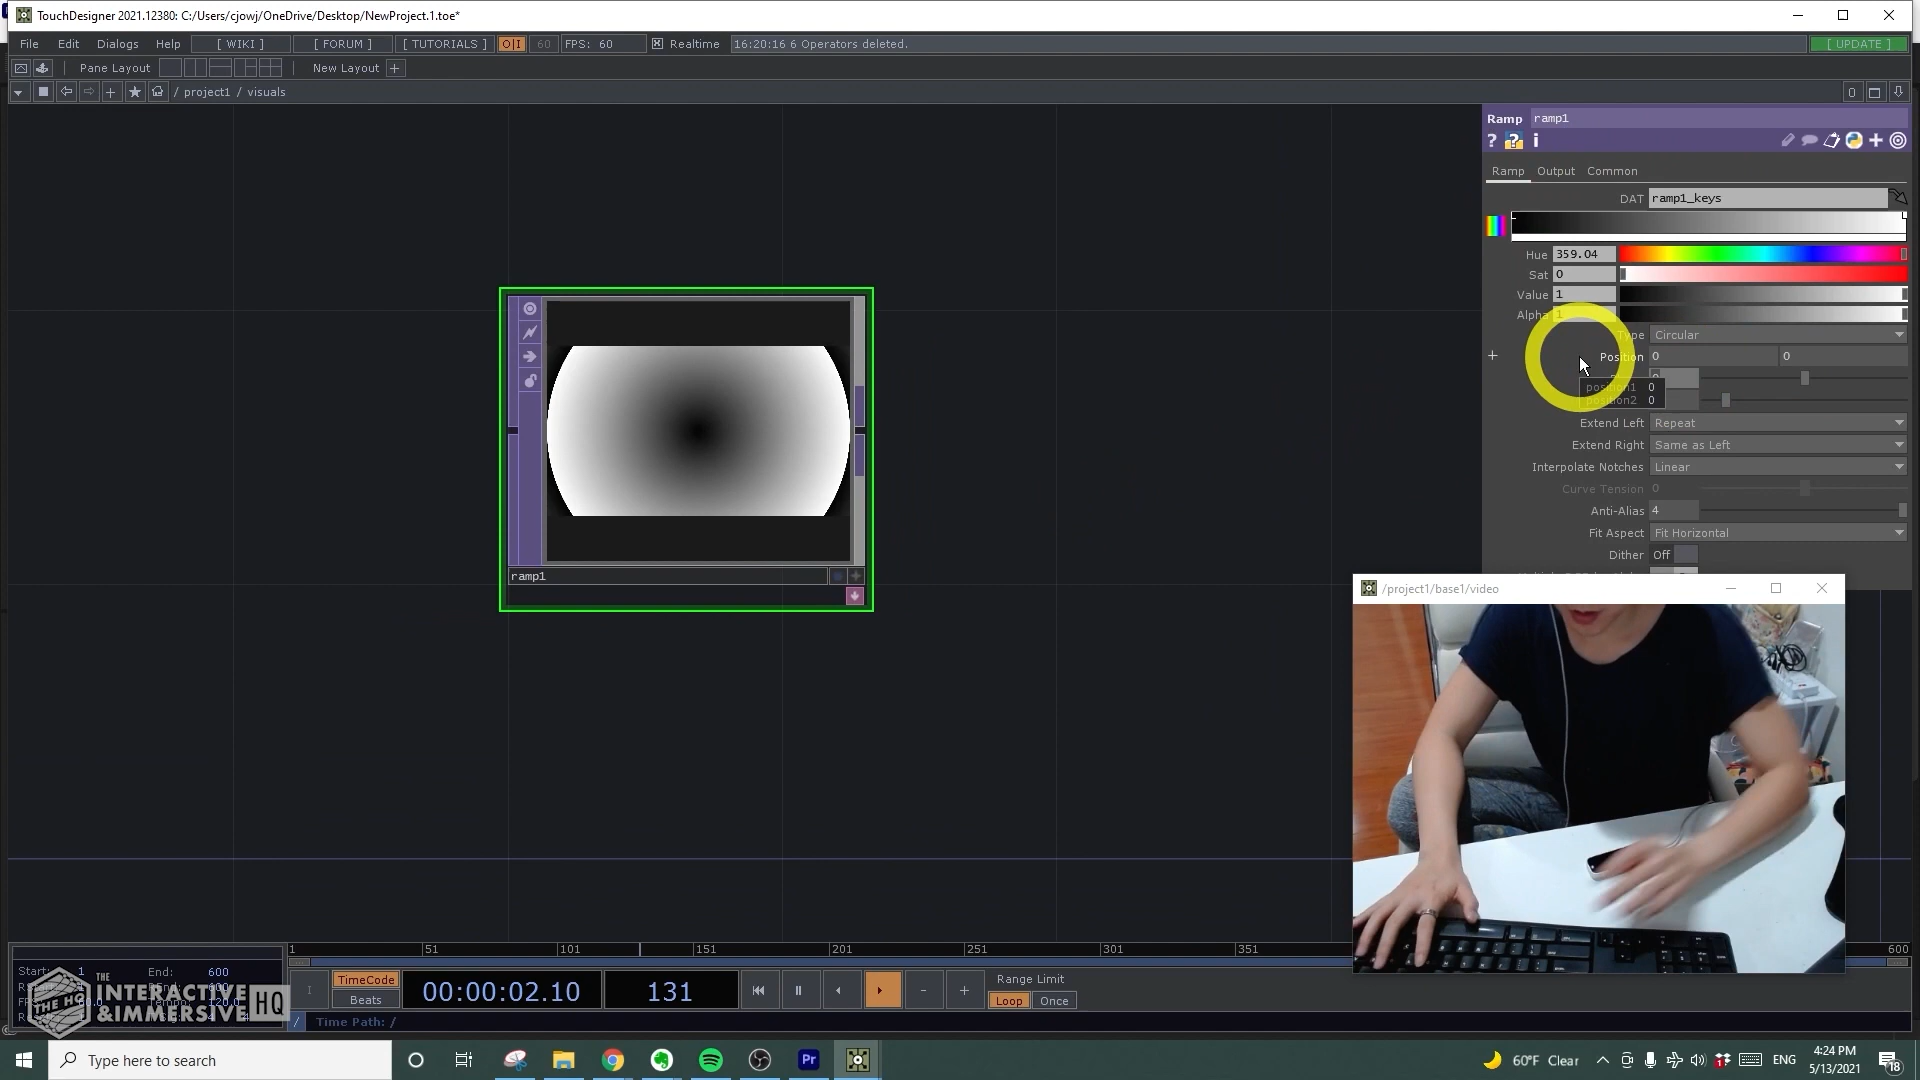 TouchDesigner 2021.12380: C:/Users/cjowj/OneDrive/Desktop/NewProject.1.toe*
File Edit Dialogs Help [ WIKI ] [ FORUM ] [ TUTORIALS ] O|I 60 FPS: 60 Realtime 16:20:16 6 Operators deleted. [ UPDATE ]
Pane Layout New Layout +
/ project1 / visuals 0
Ramp ramp1
? ? i
Ramp Output Common
DAT ramp1_keys
Hue 359.04
Sat 0
Value 1
Alpha 1
Type Circular
Position 0 0
position1 0
position2 0
Extend Left Repeat
Extend Right Same as Left
Interpolate Notches Linear
Curve Tension 0
Anti-Alias 4
Fit Aspect Fit Horizontal
Dither Off
ramp1
/project1/base1/video
1 51 101 151 201 251 301 351 600
Start: 1 End: 600
TimeCode
Beats
00:00:02.10
131
Range Limit
Loop Once
THE INTERACTIVE & IMMERSIVE HQ
THE HQ
/ Time Path: /
Type here to search
Pr
60°F Clear
ENG
4:24 PM
5/13/2021
18